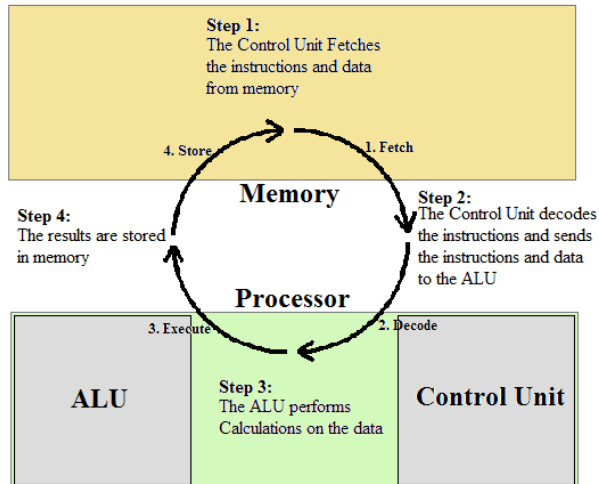 Step 1:
The Control Unit Fetches
the instructions and data
from memory
4. Store
1. Fetch
Memory
Step 2:
The Control Unit decodes
the instructions and sends
the instructions and data
to the ALU
Step 4:
The results are stored
in memory
Processor
3. Execute
2. Decode
ALU
Control Unit
Step 3:
The ALU performs
Calculations on the data